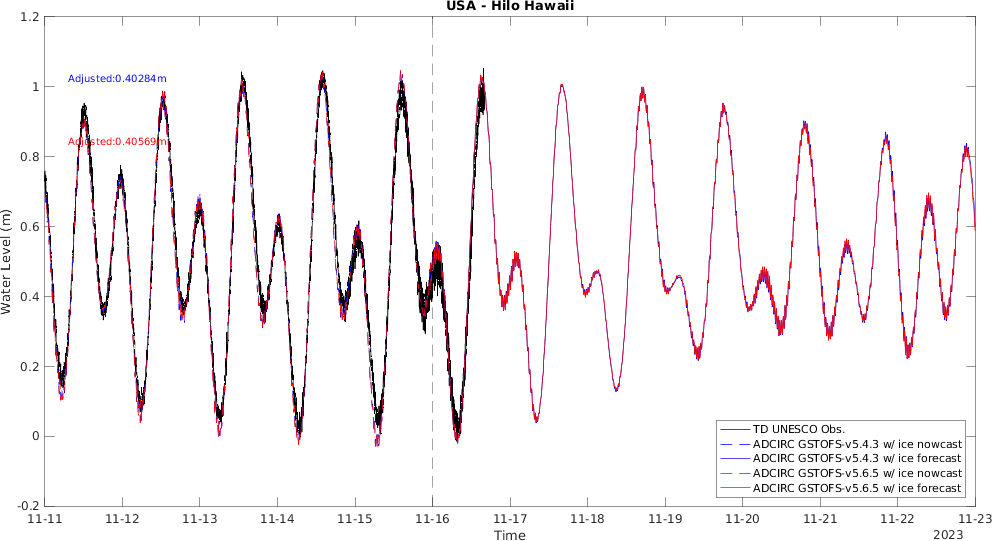 USA - Hilo Hawaii
1.2
1
0.8
0.6
0.4
0.2
0
-0.2
Water Level (m)
Adjusted:0.40284m
Adjusted:0.40569m
TD UNESCO Obs.
ADCIRC GSTOFS-v5.4.3 w/ ice nowcast
ADCIRC GSTOFS-v5.4.3 w/ ice forecast
ADCIRC GSTOFS-v5.6.5 w/ ice nowcast
ADCIRC GSTOFS-v5.6.5 w/ ice forecast
11-11 11-12 11-13 11-14 11-15 11-16 11-17 11-18 11-19 11-20 11-21 11-22 11-23
Time
2023